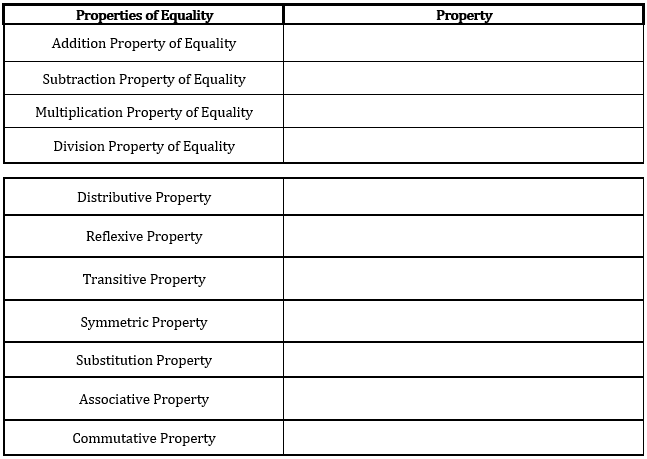 Properties of Equality Property
Addition Property of Equality
Subtraction Property of Equality
Multiplication Property of Equality
Division Property of Equality
Distributive Property
Reflexive Property
Transitive Property
Symmetric Property
Substitution Property
Associative Property
Commutative Property